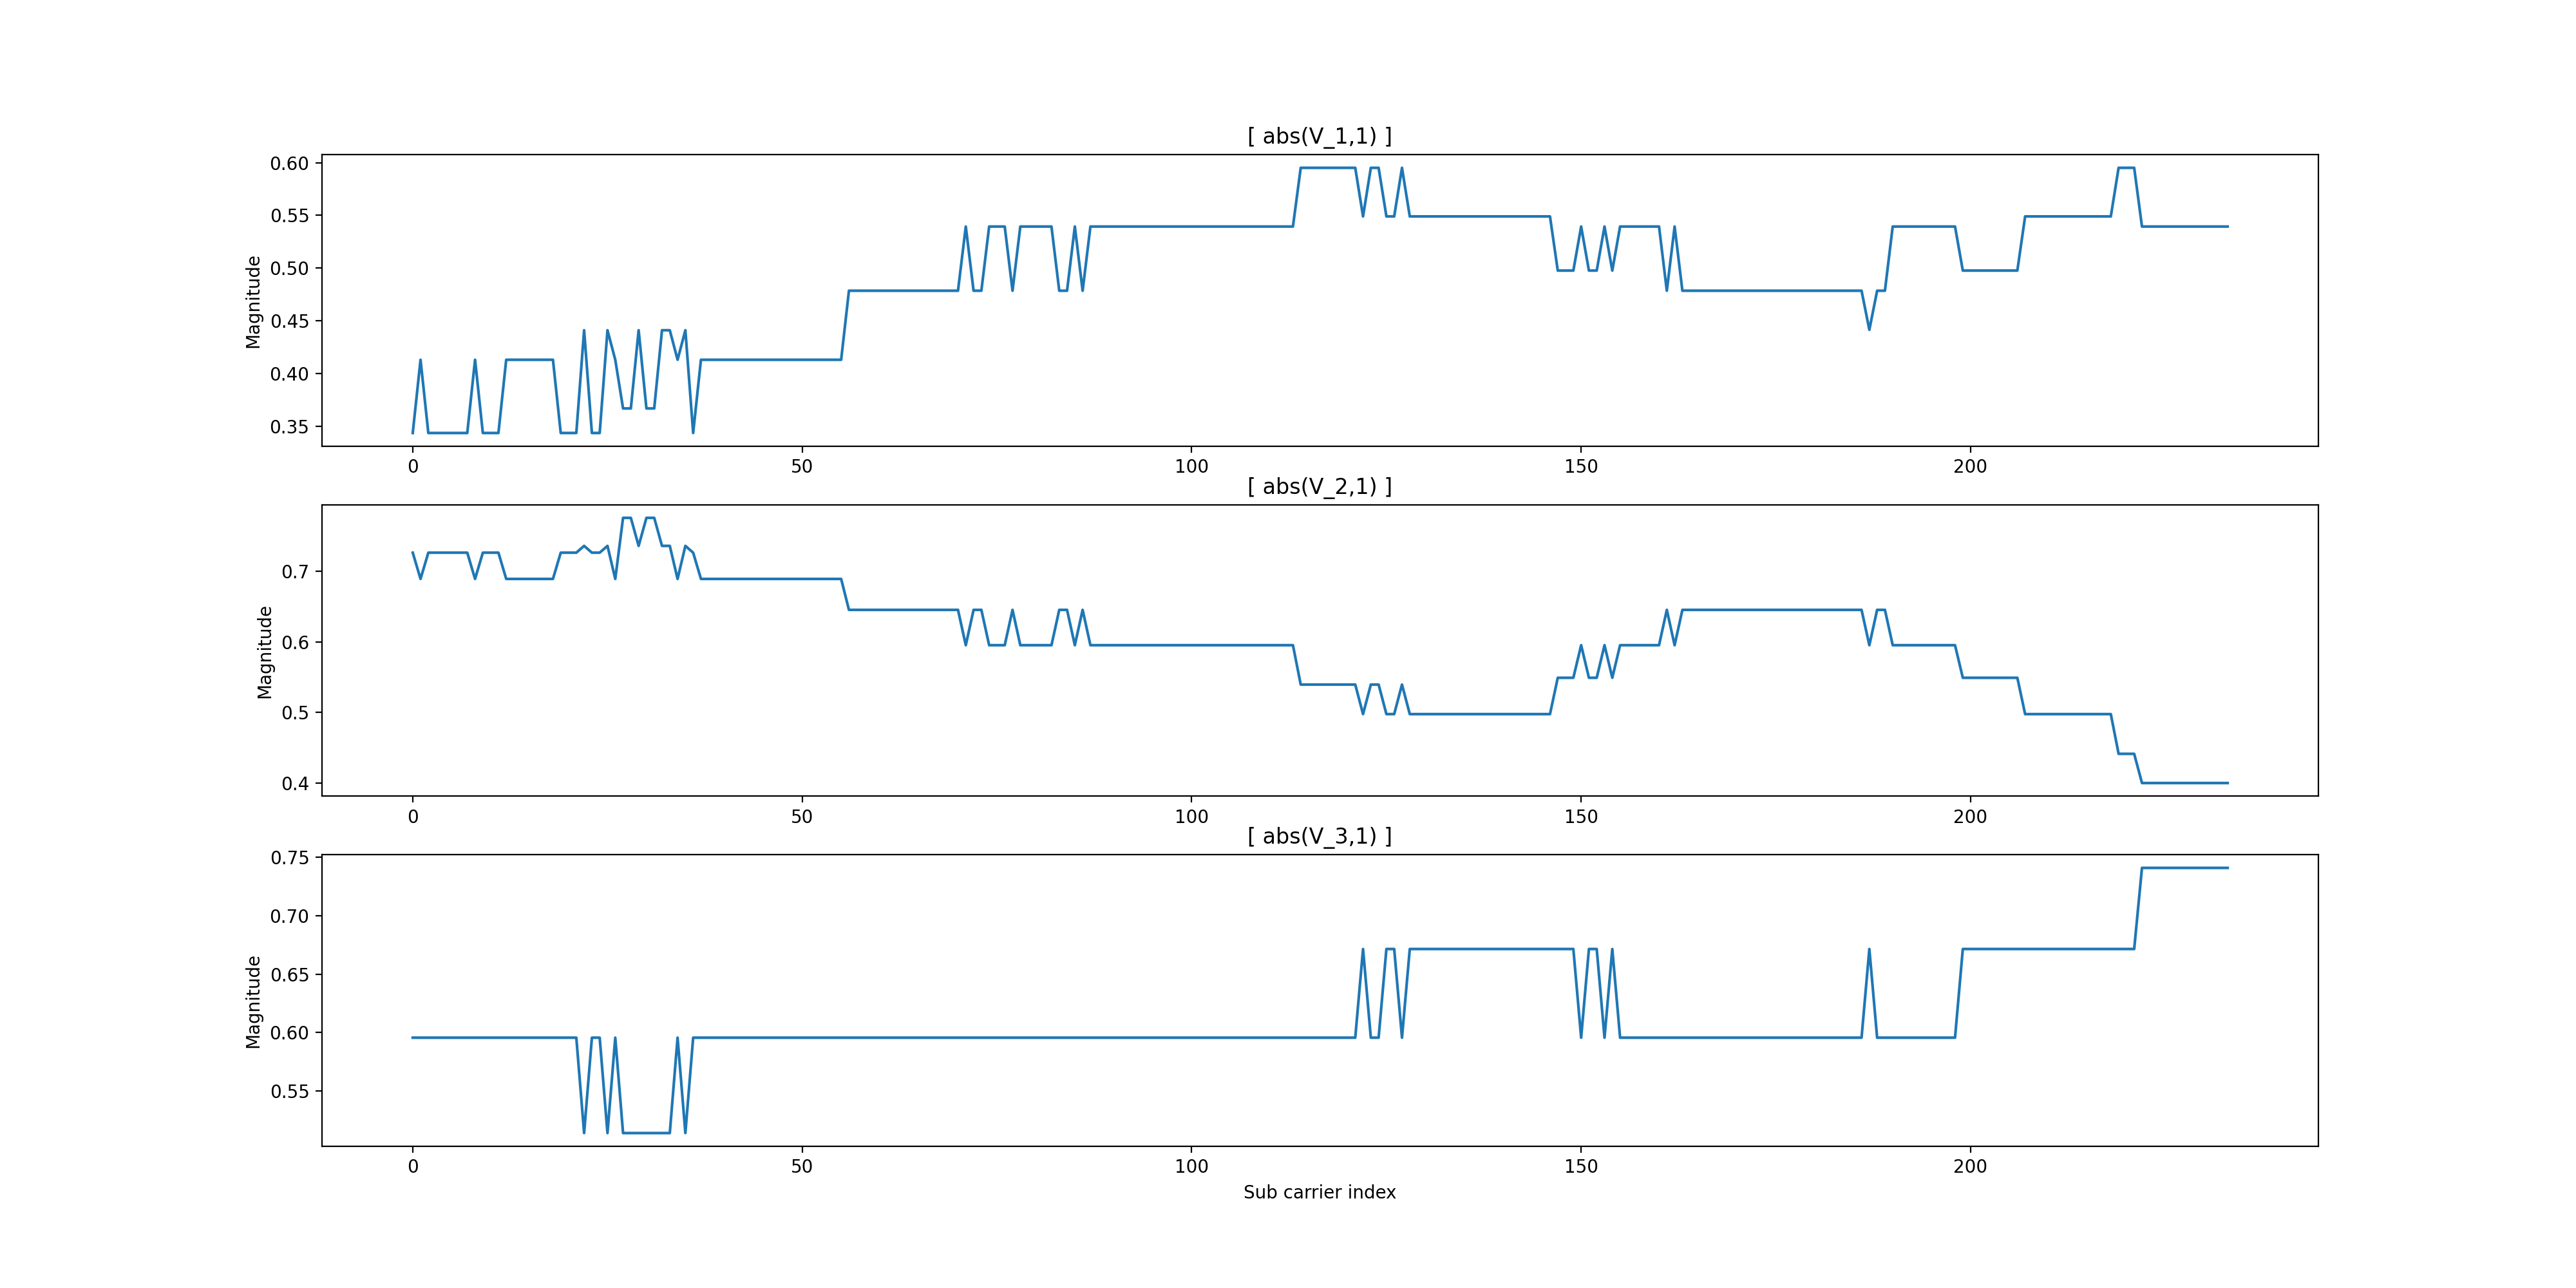 [ abs(V_1,1) ]
Magnitude
0.60
0.55
0.50
0.45
0.40
0.35
0 50 100 150 200
[ abs(V_2,1) ]
Magnitude
0.7
0.6
0.5
0.4
0 50 100 150 200
[ abs(V_3,1) ]
Magnitude
0.75
0.70
0.65
0.60
0.55
0 50 100 150 200
Sub carrier index